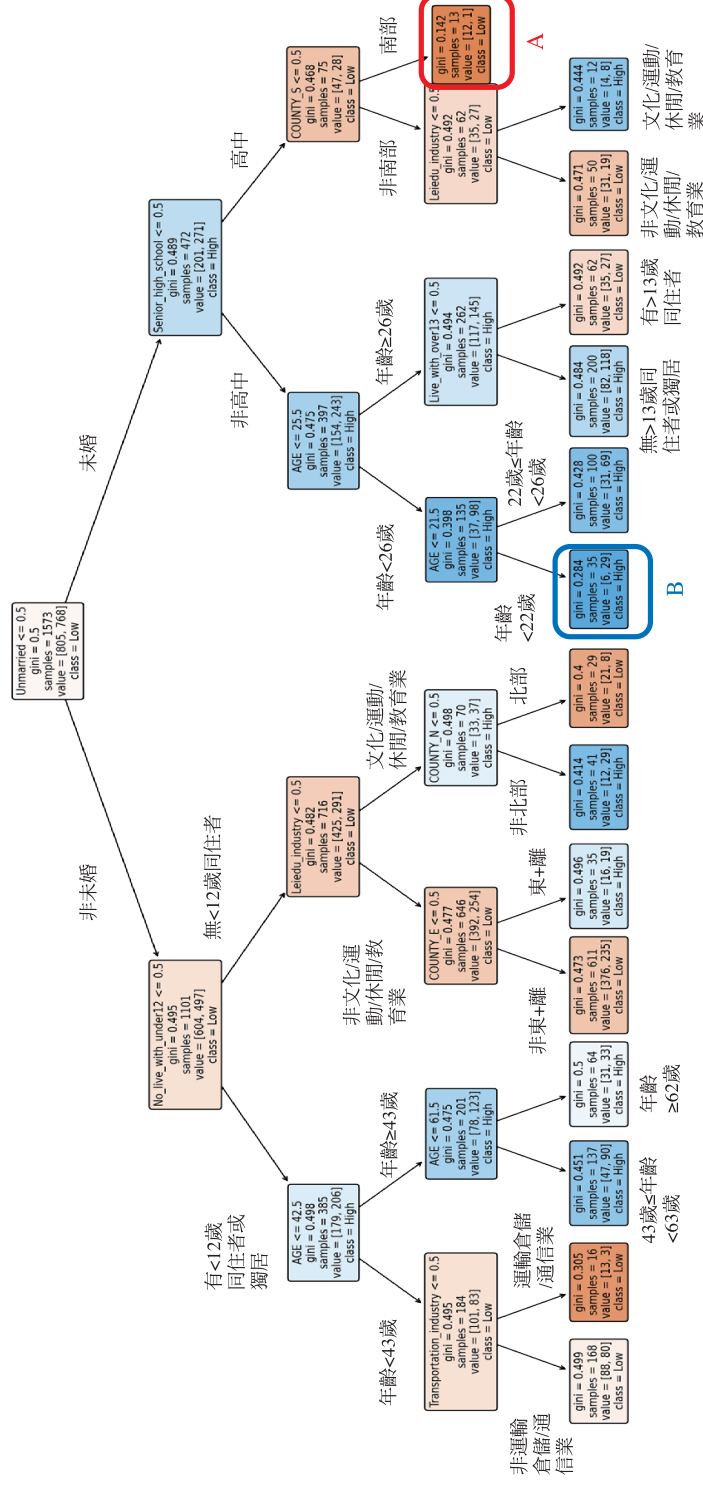 Unmarried <= 0.5
gini = 0.5
samples = 1573
value = [805, 768]
class = Low
非未婚
未婚
No_live_with_under12 <= 0.5
gini = 0.495
samples = 1101
value = [604, 497]
class = Low
Senior_high_school <= 0.5
gini = 0.489
samples = 472
value = [201, 271]
class = High
有<12歲
同住者或
獨居
無<12歲同住者
非高中
高中
AGE <= 42.5
gini = 0.498
samples = 385
value = [179, 206]
class = High
Leiedu_industry <= 0.5
gini = 0.482
samples = 716
value = [425, 291]
class = Low
AGE <= 25.5
gini = 0.475
samples = 397
value = [154, 243]
class = High
COUNTY_S <= 0.5
gini = 0.468
samples = 75
value = [47, 28]
class = Low
年齡<43歲
年齡≥43歲
非文化/運
動/休閒/教
育業
文化/運動/
休閒/教育業
年齡<26歲
年齡≥26歲
非南部
南部
Transportation_industry <= 0.5
gini = 0.495
samples = 184
value = [101, 83]
class = Low
AGE <= 61.5
gini = 0.475
samples = 201
value = [78, 123]
class = High
COUNTY_E <= 0.5
gini = 0.477
samples = 646
value = [392, 254]
class = Low
COUNTY_N <= 0.5
gini = 0.498
samples = 70
value = [33, 37]
class = High
AGE <= 21.5
gini = 0.398
samples = 135
value = [37, 98]
class = High
Live_with_over13 <= 0.5
gini = 0.494
samples = 262
value = [117, 145]
class = High
Leiedu_industry <= 0.5
gini = 0.492
samples = 62
value = [35, 27]
class = Low
gini = 0.142
samples = 13
value = [12, 1]
class = Low
A
非運輸
倉儲/通
信業
運輸倉儲
/通信業
非東+離
東+離
非北部
北部
年齡
<22歲
22歲≤年齡
<26歲
gini = 0.499
samples = 168
value = [88, 80]
class = Low
gini = 0.305
samples = 16
value = [13, 3]
class = Low
gini = 0.451
samples = 137
value = [47, 90]
class = High
gini = 0.5
samples = 64
value = [31, 33]
class = High
gini = 0.473
samples = 611
value = [376, 235]
class = Low
gini = 0.496
samples = 35
value = [16, 19]
class = High
gini = 0.414
samples = 41
value = [12, 29]
class = High
gini = 0.4
samples = 29
value = [21, 8]
class = Low
gini = 0.284
samples = 35
value = [6, 29]
class = High
gini = 0.428
samples = 100
value = [31, 69]
class = High
gini = 0.484
samples = 200
value = [82, 118]
class = High
gini = 0.492
samples = 62
value = [35, 27]
class = Low
gini = 0.471
samples = 50
value = [31, 19]
class = Low
gini = 0.444
samples = 12
value = [4, 8]
class = High
43歲≤年齡
<63歲
年齡
≥62歲
B
無>13歲同
住者或獨居
有>13歲
同住者
非文化/運
動/休閒/
教育業
文化/運動/
休閒/教育
業